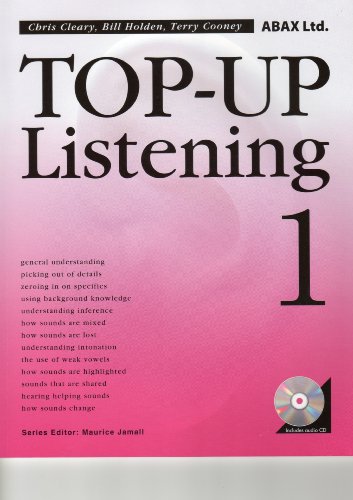 Chris Cleary, Bill Holden, Terry Cooney ABAX Ltd.
TOP-UP
Listening
1
general understanding
picking out of details
zeroing in on specifics
using background knowledge
understanding inference
how sounds are mixed
how sounds are lost
understanding intonation
the use of weak vowels
how sounds are highlighted
sounds that are shared
hearing helping sounds
how sounds change
Series Editor: Maurice Jamall
Includes audio CD